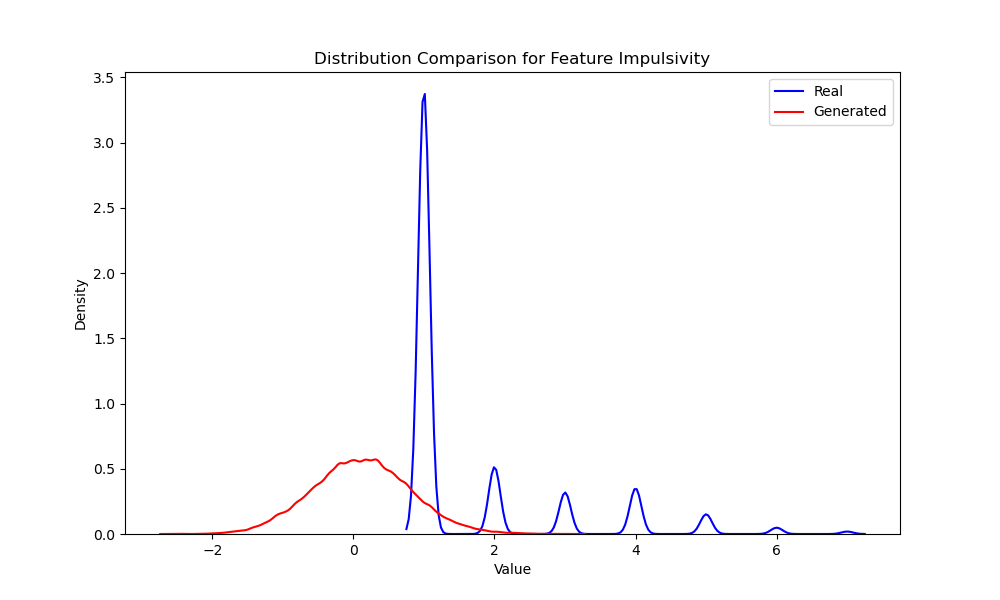 Distribution Comparison for Feature Impulsivity
Real
Generated
Density
3.5
3.0
2.5
2.0
1.5
1.0
0.5
0.0
−2
0
2
4
6
Value